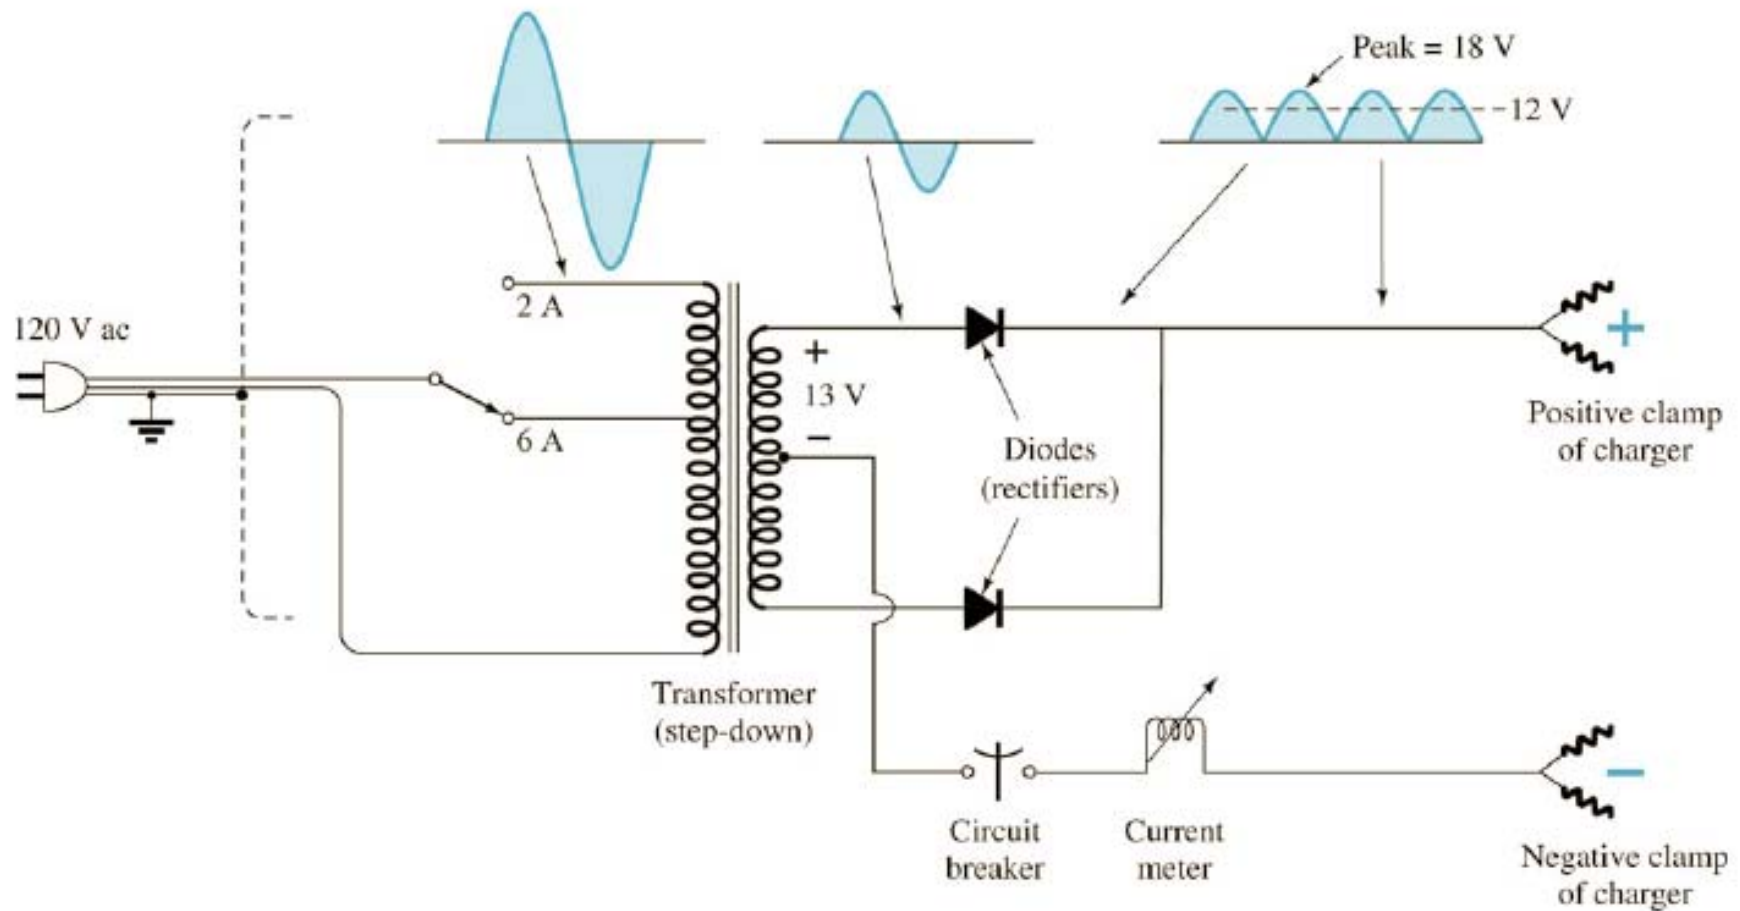 Peak = 18 V
12 V
120 V ac
2 A
6 A
+
13 V
−
Diodes
(rectifiers)
+
Positive clamp
of charger
Transformer
(step-down)
Circuit
breaker
Current
meter
−
Negative clamp
of charger